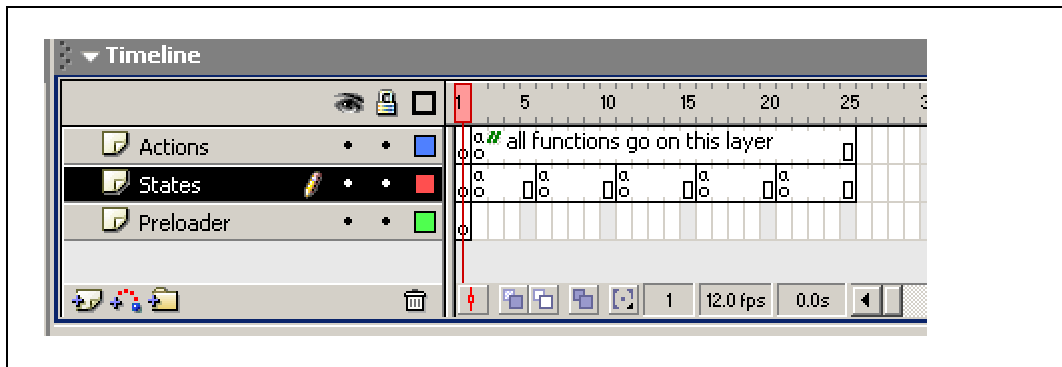 Timeline
1 5 10 15 20 25
Actions
// all functions go on this layer
a
States
a a a a a
Preloader
1 12.0 fps 0.0s